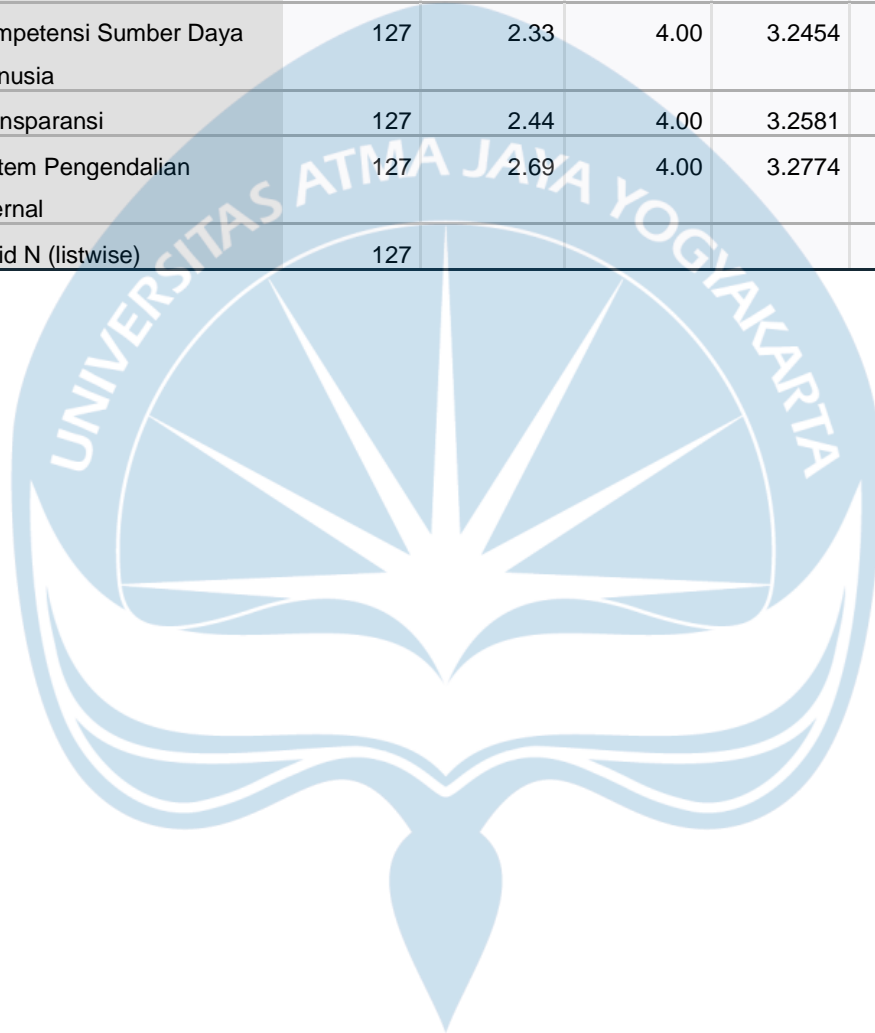 mpetensi Sumber Daya 127 2.33 4.00 3.2454
nusia
nsparansi 127 2.44 4.00 3.2581
tem Pengendalian 127 2.69 4.00 3.2774
ernal
id N (listwise) 127
UNIVERSITAS ATMA JAYA YOGYAKARTA